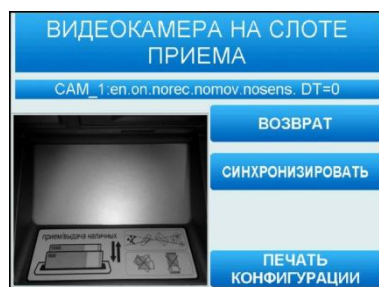 ВИДЕОКАМЕРА НА СЛОТЕ
ПРИЕМА
CAM_1:en.on.norec.nomov.nosens. DT=0
ВОЗВРАТ
СИНХРОНИЗИРОВАТЬ
прием/выдача наличных
ПЕЧАТЬ
КОНФИГУРАЦИИ